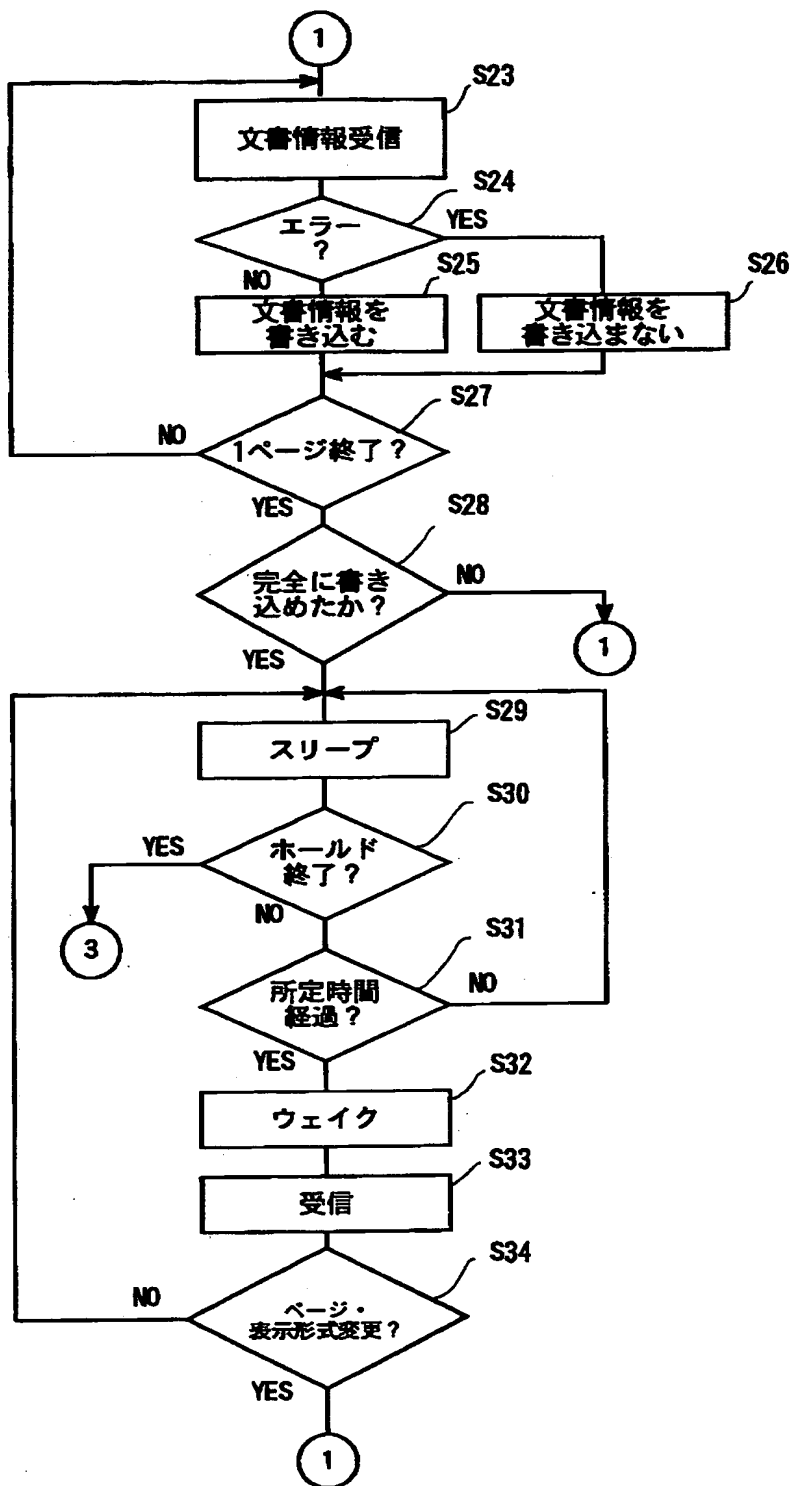 1
S23
文書情報受信
S24
エラー
?
YES
NO
S25
文書情報を
書き込む
S26
文書情報を
書き込まない
S27
1ページ終了?
NO
YES
S28
完全に書き
込めたか?
NO
1
YES
S29
スリープ
S30
ホールド
終了?
YES
3
NO
S31
所定時間
経過?
NO
YES
S32
ウェイク
S33
受信
S34
ページ・
表示形式変更?
NO
YES
1